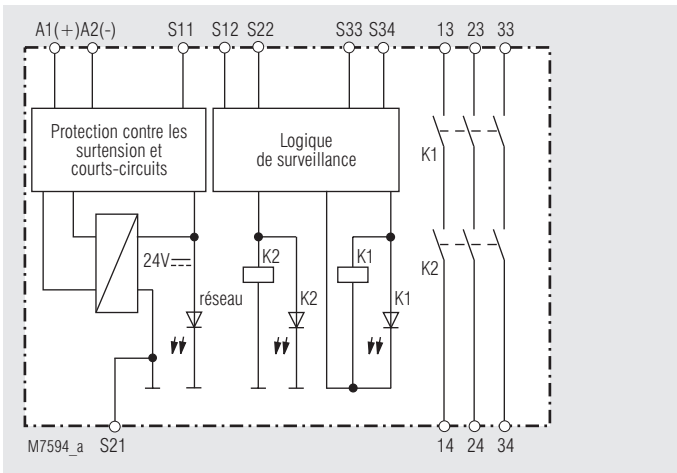 A1(+) A2(-) S11 S12 S22 S33 S34 13 23 33
Protection contre les
surtension et
courts-circuits
Logique
de surveillance
K1
K2
24V
réseau
K2
K2
K1
K1
M7594_a S21 14 24 34